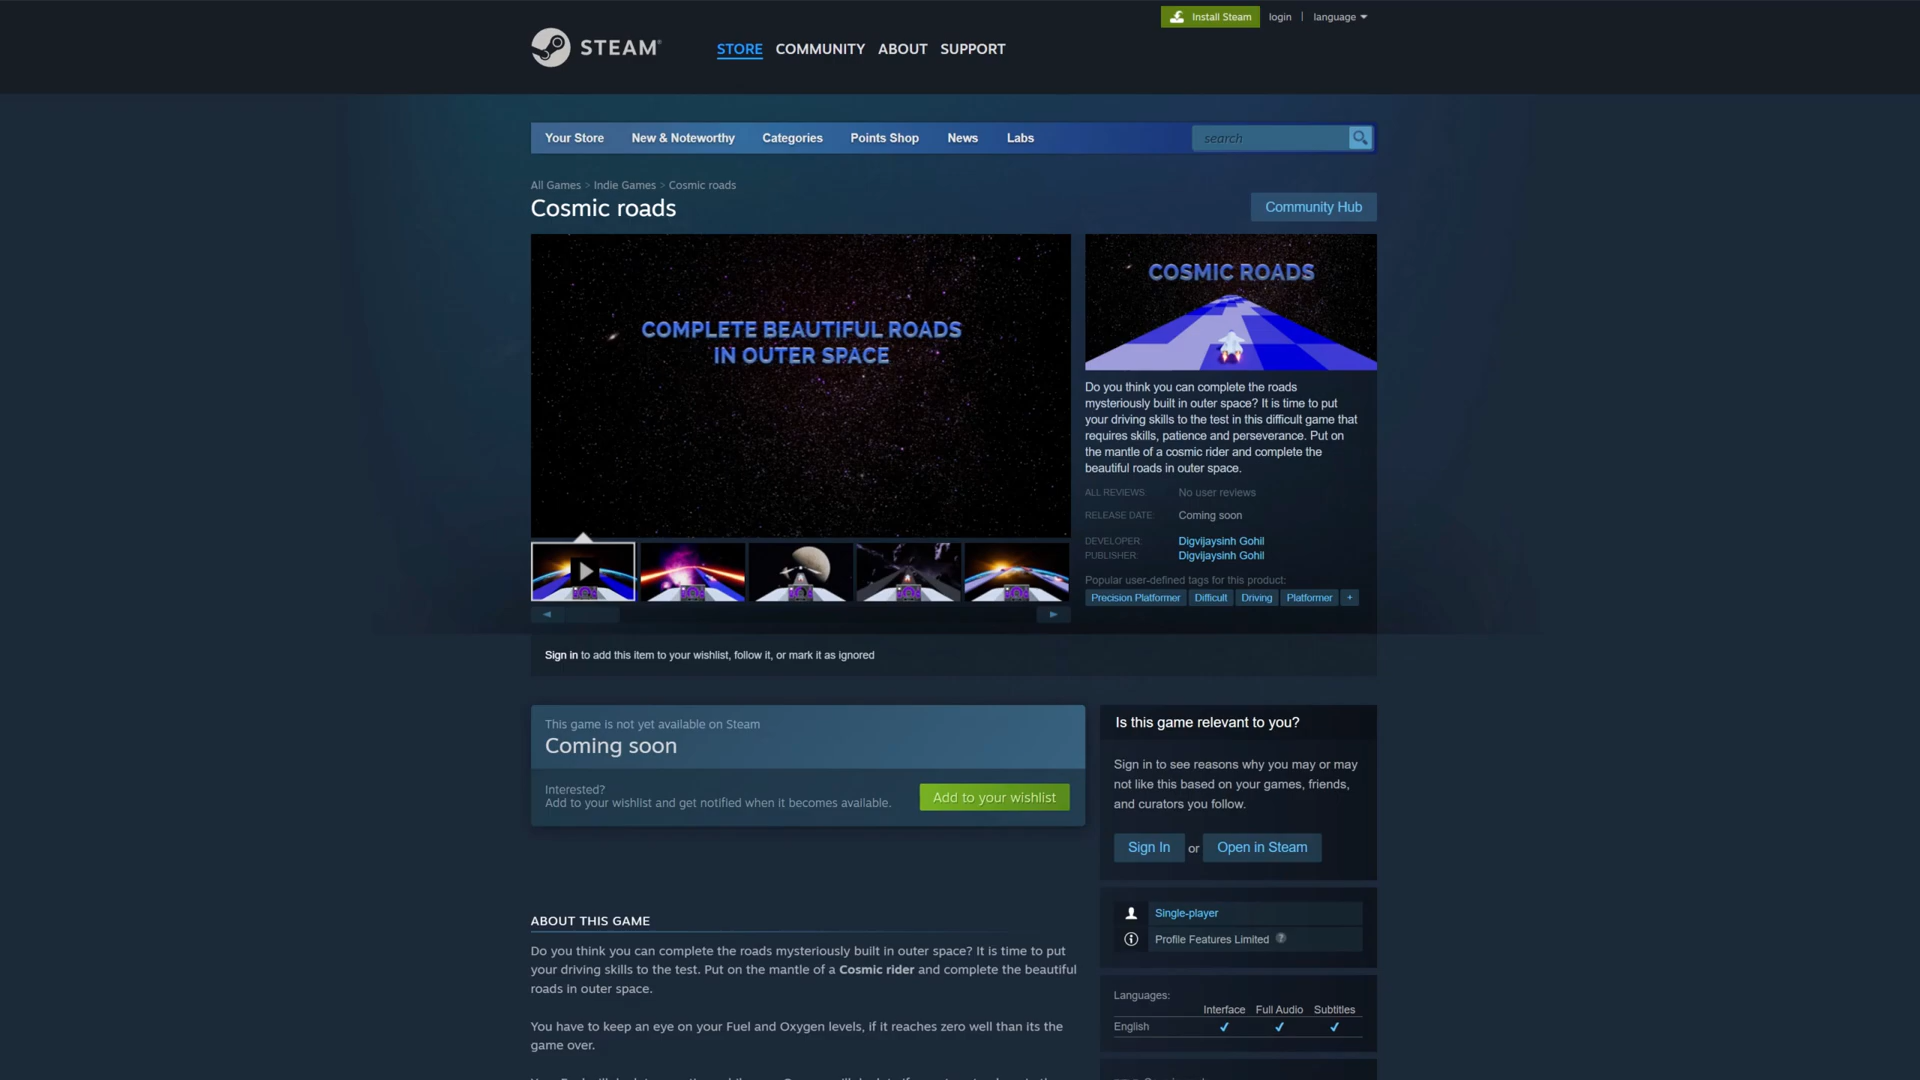 Install Steam login | language
STEAM®
STORE COMMUNITY ABOUT SUPPORT
Your Store New & Noteworthy Categories Points Shop News Labs search
All Games > Indie Games > Cosmic roads
Cosmic roads
Community Hub
COMPLETE BEAUTIFUL ROADS
IN OUTER SPACE
COSMIC ROADS
Do you think you can complete the roads
mysteriously built in outer space? It is time to put
your driving skills to the test in this difficult game that
requires skills, patience and perseverance. Put on
the mantle of a cosmic rider and complete the
beautiful roads in outer space.
ALL REVIEWS: No user reviews
RELEASE DATE: Coming soon
DEVELOPER: Digvijaysinh Gohil
PUBLISHER: Digvijaysinh Gohil
Popular user-defined tags for this product:
Precision Platformer Difficult Driving Platformer +
Sign in to add this item to your wishlist, follow it, or mark it as ignored
This game is not yet available on Steam
Coming soon
Interested?
Add to your wishlist and get notified when it becomes available.
Add to your wishlist
Is this game relevant to you?
Sign in to see reasons why you may or may
not like this based on your games, friends,
and curators you follow.
Sign In or Open in Steam
ABOUT THIS GAME
Do you think you can complete the roads mysteriously built in outer space? It is time to put
your driving skills to the test. Put on the mantle of a Cosmic rider and complete the beautiful
roads in outer space.
You have to keep an eye on your Fuel and Oxygen levels, if it reaches zero well than its the
game over.
Single-player
Profile Features Limited ?
Languages:
Interface Full Audio Subtitles
English ✔ ✔ ✔